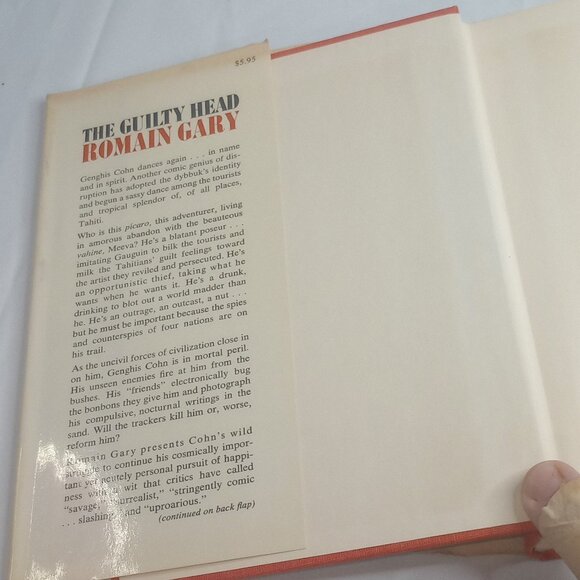 $5.95
THE GUILTY HEAD
ROMAIN GARY
Genghis Cohn dances again . . . in name
and in spirit. Another comic genius of dis-
ruption has adopted the dybbuk's identity
and begun a sassy dance among the tourists
and tropical splendor of, of all places,
Tahiti.
Who is this picaro, this adventurer, living
in amorous abandon with the beauteous
vahine, Meeva? He's a blatant poseur . . .
imitating Gauguin to bilk the tourists and
milk the Tahitians' guilt feelings toward
the artist they reviled and persecuted. He's
an opportunistic thief, taking what he
wants when he wants it. He's a drunk,
drinking to blot out a world madder than
he. He's an outrage, an outcast, a nut . . .
but he must be important because the spies
and counterspies of four nations are on
his trail.
As the uncivil forces of civilization close in
on him, Genghis Cohn is in mortal peril.
His unseen enemies fire at him from the
bushes. His "friends" electronically bug
the bonbons they give him and photograph
his compulsive, nocturnal writings in the
sand. Will the trackers kill him or, worse,
reform him?
Romain Gary presents Cohn's wild
struggle to continue his cosmically impor-
tant yet acutely personal pursuit of happi-
ness with a wit that critics have called
"savage," "surrealist," "stringently comic
. . . slashing," and "uproarious."
(continued on back flap)